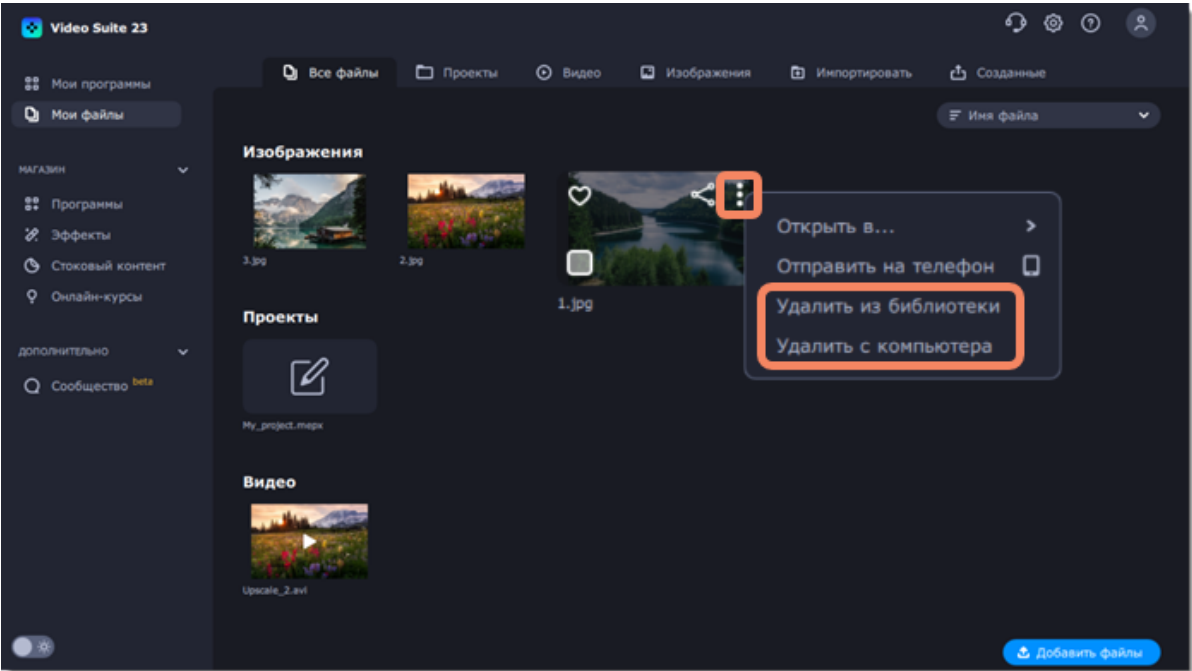 Video Suite 23
Мои программы
Мои файлы
МАГАЗИН
Программы
Эффекты
Стоковый контент
Онлайн-курсы
ДОПОЛНИТЕЛЬНО
Сообщество beta
Все файлы
Проекты
Видео
Изображения
Импортировать
Созданные
Имя файла
Изображения
3.jpg
2.jpg
1.jpg
Открыть в...
Отправить на телефон
Удалить из библиотеки
Удалить с компьютера
Проекты
My_project.mepx
Видео
Upscale_2.avi
Добавить файлы